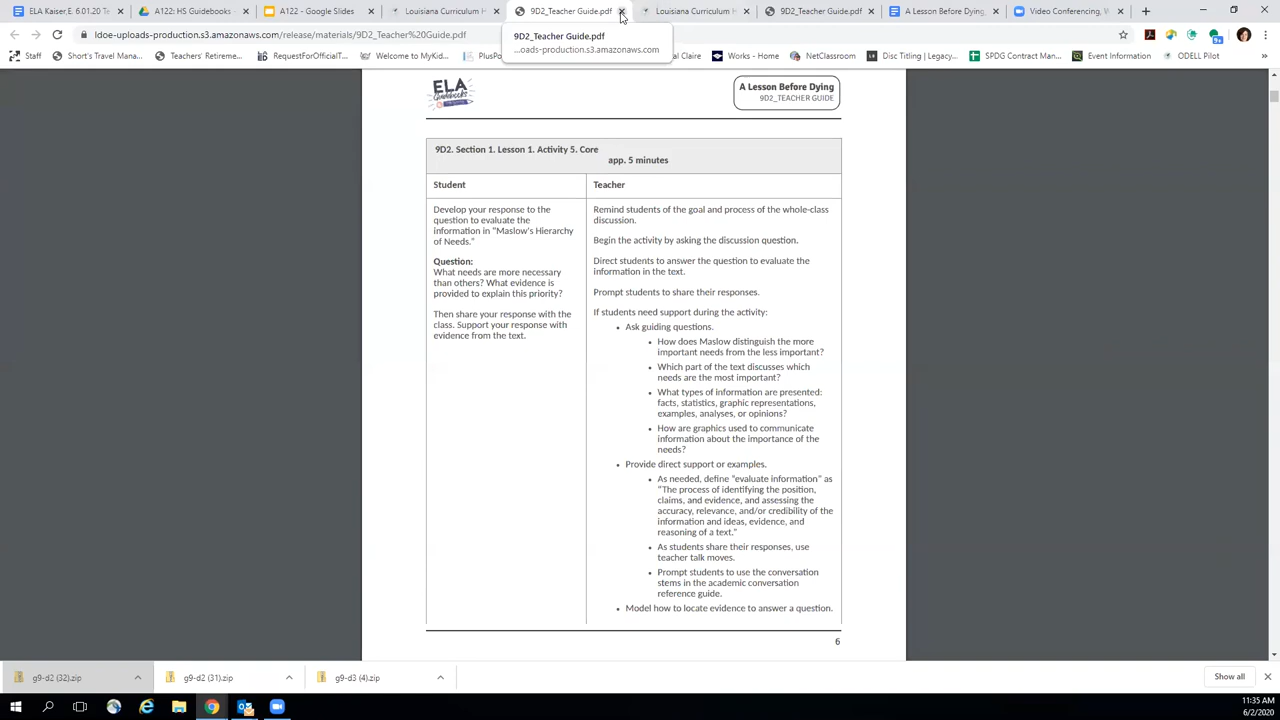 ELA Kaiser E. 6.01.20 Te
A122: HS Guidebooks -
A122 - Google Slides
Louisiana Curriculum H
9D2_Teacher Guide.pdf
Louisiana Curriculum H
9D2_Teacher Guide.pdf
A Lesson Before Dying
Video Conferencing, W
ldoe-uploads-production.s3.amazonaws.com/release/materials/9D2_Teacher%20Guide.pdf
9D2_Teacher Guide.pdf
...oads-production.s3.amazonaws.com
Support
Short's Travel Mana...
Teachers' Retireme...
RequestForOfficialT...
Welcome to MyKid...
PlusPo
al Claire
Works - Home
NetClassroom
Disc Titling | Legacy...
SPDG Contract Man...
Event Information
ODELL Pilot
»
ELA
Guidebooks
A Lesson Before Dying
9D2_TEACHER GUIDE
9D2. Section 1. Lesson 1. Activity 5. Core
app. 5 minutes
Student
Teacher
Develop your response to the
question to evaluate the
information in "Maslow's Hierarchy
of Needs."
Question:
What needs are more necessary
than others? What evidence is
provided to explain this priority?
Then share your response with the
class. Support your response with
evidence from the text.
Remind students of the goal and process of the whole-class
discussion.
Begin the activity by asking the discussion question.
Direct students to answer the question to evaluate the
information in the text.
Prompt students to share their responses.
If students need support during the activity:
• Ask guiding questions.
• How does Maslow distinguish the more
important needs from the less important?
• Which part of the text discusses which
needs are the most important?
• What types of information are presented:
facts, statistics, graphic representations,
examples, analyses, or opinions?
• How are graphics used to communicate
information about the importance of the
needs?
• Provide direct support or examples.
• As needed, define "evaluate information" as
"The process of identifying the position,
claims, and evidence, and assessing the
accuracy, relevance, and/or credibility of the
information and ideas, evidence, and
reasoning of a text."
• As students share their responses, use
teacher talk moves.
• Prompt students to use the conversation
stems in the academic conversation
reference guide.
• Model how to locate evidence to answer a question.
6
g9-d2 (32).zip
g9-d2 (31).zip
g9-d3 (4).zip
Show all
11:35 AM
6/2/2020